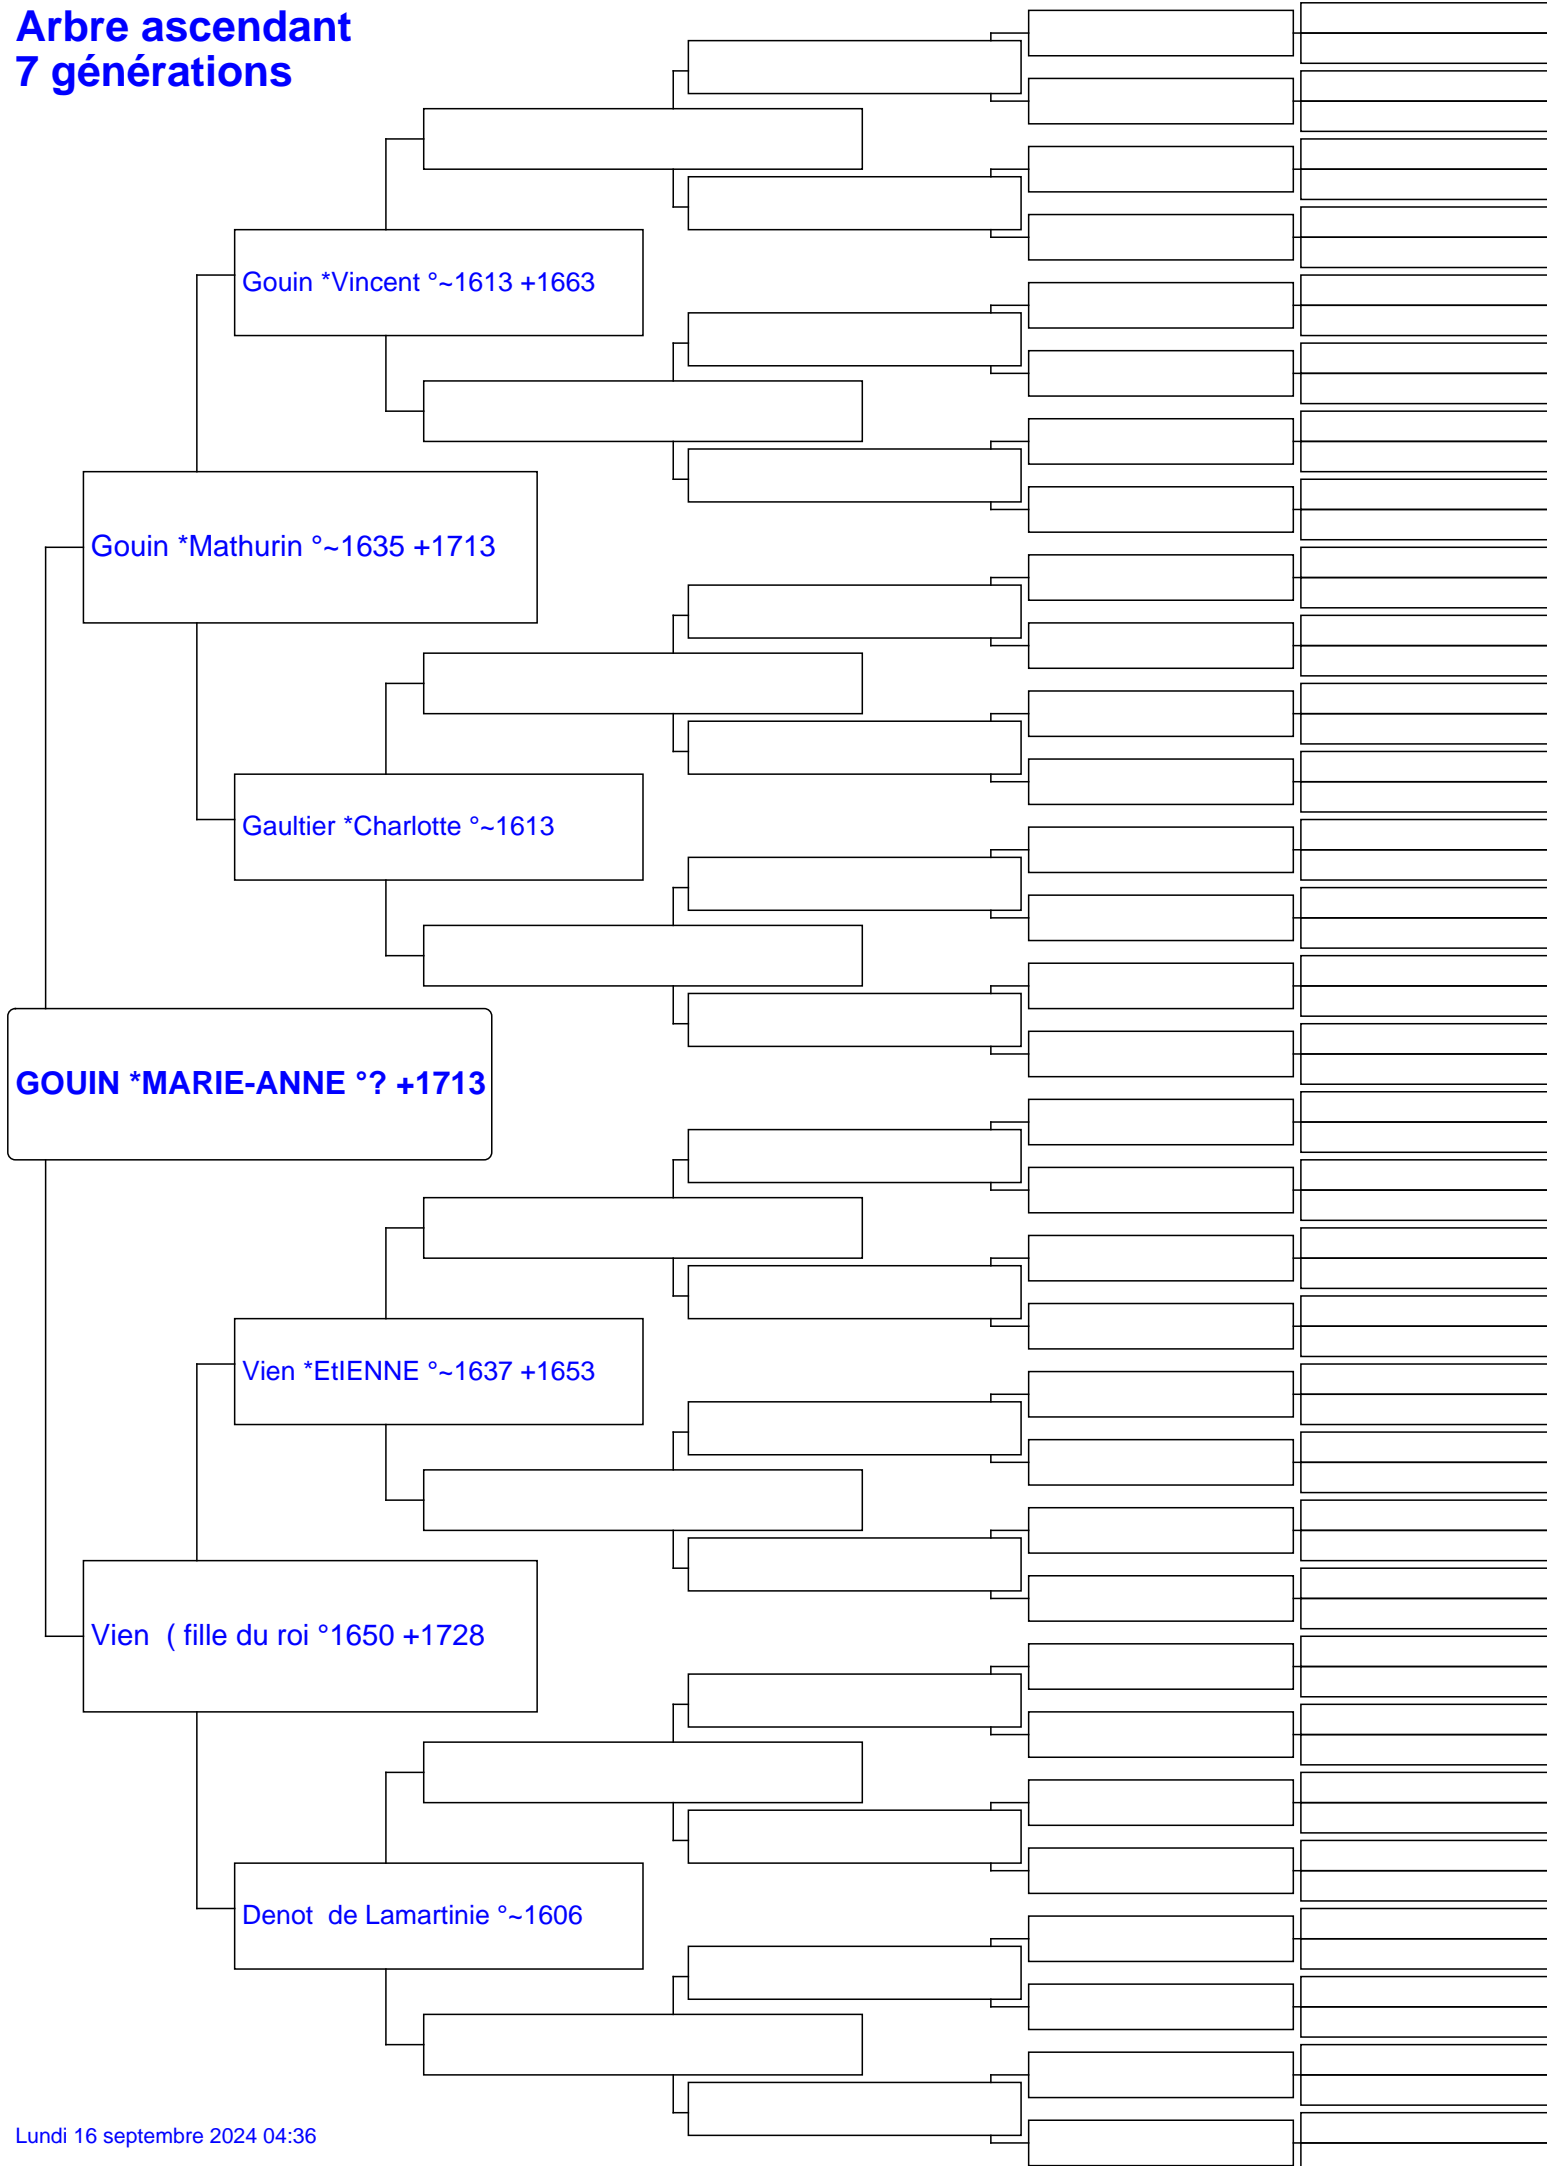 Arbre ascendant
7 générations
Gouin *Vincent °~1613 +1663
Gouin *Mathurin °~1635 +1713
Gaultier *Charlotte °~1613
GOUIN *MARIE-ANNE °? +1713
Vien *EtIENNE °~1637 +1653
Vien  ( fille du roi °1650 +1728
Denot  de Lamartinie °~1606
Lundi 16 septembre 2024 04:36